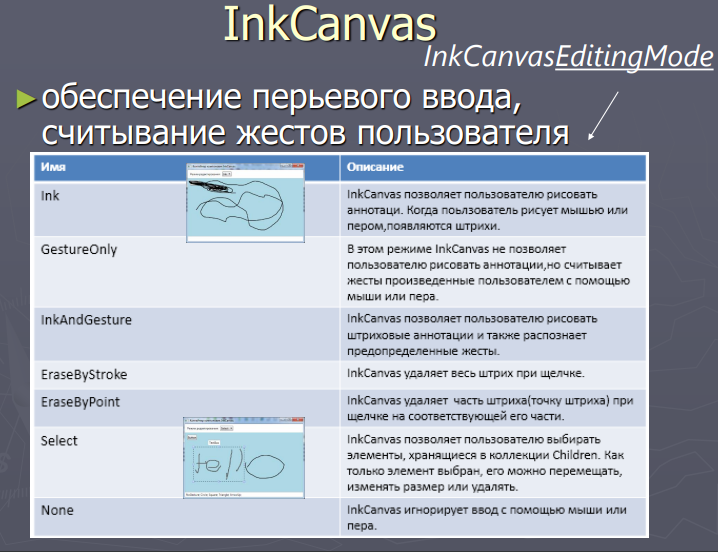 InkCanvas
InkCanvasEditingMode
► обеспечение перьевого ввода,
считывание жестов пользователя
Имя
Описание
Ink
InkCanvas позволяет пользователю рисовать
аннотаци. Когда поьлзователь рисует мышью или
пером,появляются штрихи.
GestureOnly
В этом режиме InkCanvas не позволяет
пользователю рисовать аннотации,но считывает
жесты произведенные пользователем с помощью
мыши или пера.
InkAndGesture
InkCanvas позволяет пользователю рисовать
штриховые аннотации и также распознает
предопределенные жесты.
EraseByStroke
InkCanvas удаляет весь штрих при щелчке.
EraseByPoint
InkCanvas удаляет часть штриха(точку штриха) при
щелчке на соответствующей его части.
Select
hello
InkCanvas позволяет пользователю выбирать
элементы, хранящиеся в коллекции Children. Как
только элемент выбран, его можно перемещать,
изменять размер или удалять.
None
InkCanvas игнорирует ввод с помощью мыши или
пера.